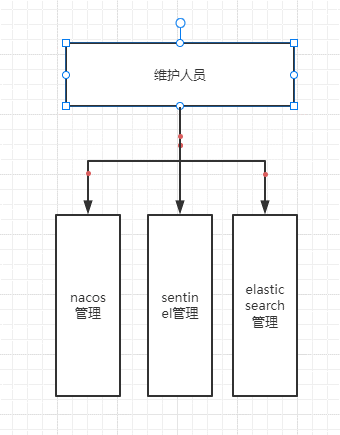 维护人员
nacos
管理
sentin
el管理
elastic
search
管理